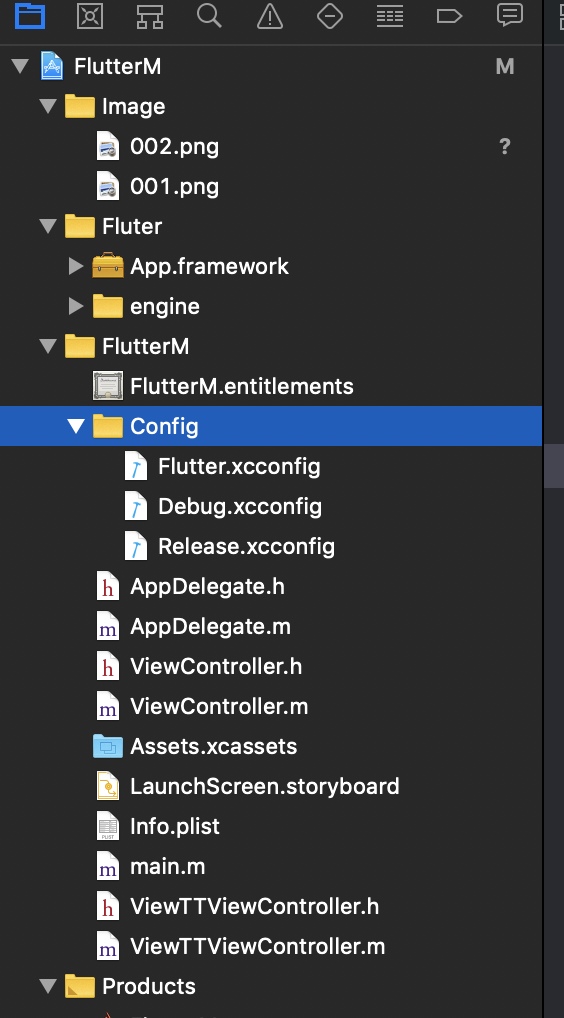 FlutterM M
Image
002.png ?
001.png
Fluter
App.framework
engine
FlutterM
FlutterM.entitlements
Config
Flutter.xcconfig
Debug.xcconfig
Release.xcconfig
h AppDelegate.h
m AppDelegate.m
h ViewController.h
m ViewController.m
Assets.xcassets
LaunchScreen.storyboard
PLIST Info.plist
m main.m
h ViewTTViewController.h
m ViewTTViewController.m
Products